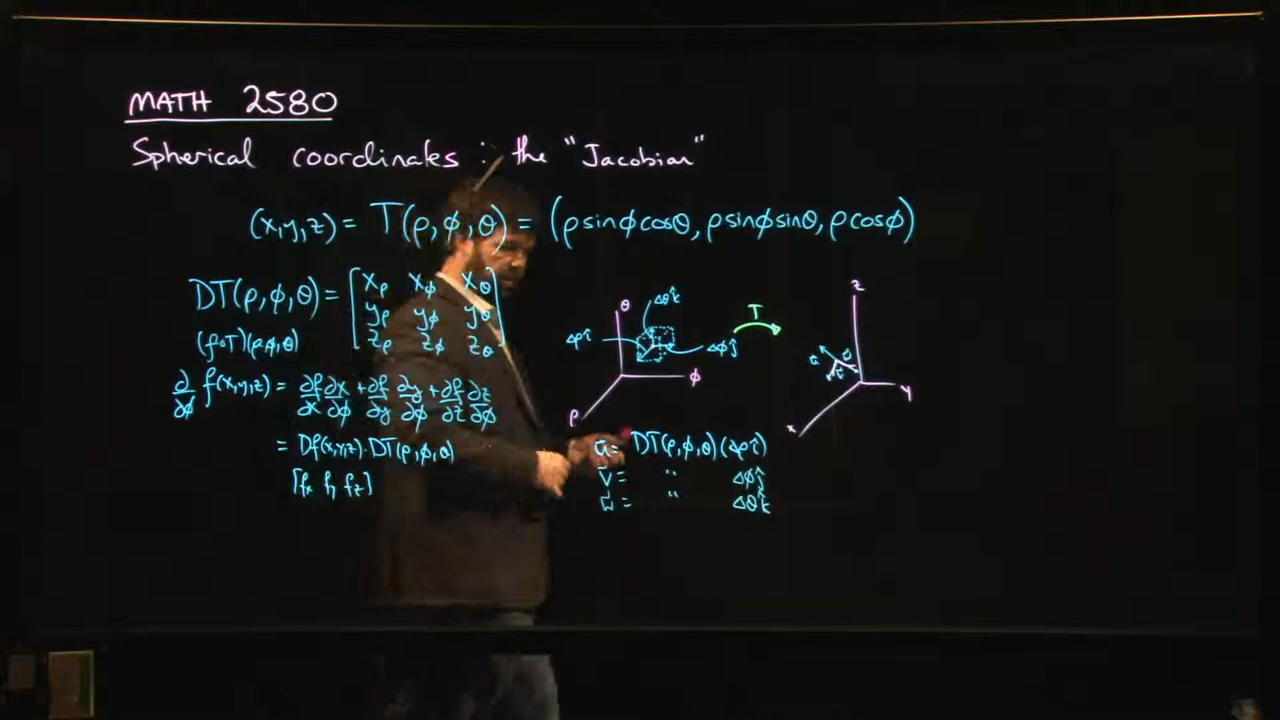 MATH 2580
Spherical coordinates : the "Jacobian"
(x,y,z) = T(ρ,ϕ,θ) = (ρsinϕcosθ, ρsinϕsinθ, ρcosϕ)
DT(ρ,ϕ,θ) = [xρ xϕ xθ
yρ yϕ yθ
zρ zϕ zθ]
(f∘T)(ρ,ϕ,θ)
∂/∂ϕ f(x,y,z) = ∂f/∂x ∂x/∂ϕ + ∂f/∂y ∂y/∂ϕ + ∂f/∂z ∂z/∂ϕ
= Df(x,y,z)·DT(ρ,ϕ,θ)
[fx fy fz]
θ
Δθk̂
Δρî
Δϕĵ
ϕ
ρ
T
z
y
x
u⃗
v⃗
w⃗
u⃗ = DT(ρ,ϕ,θ)(Δρî)
v⃗ = " Δϕĵ
w⃗ = " Δθk̂